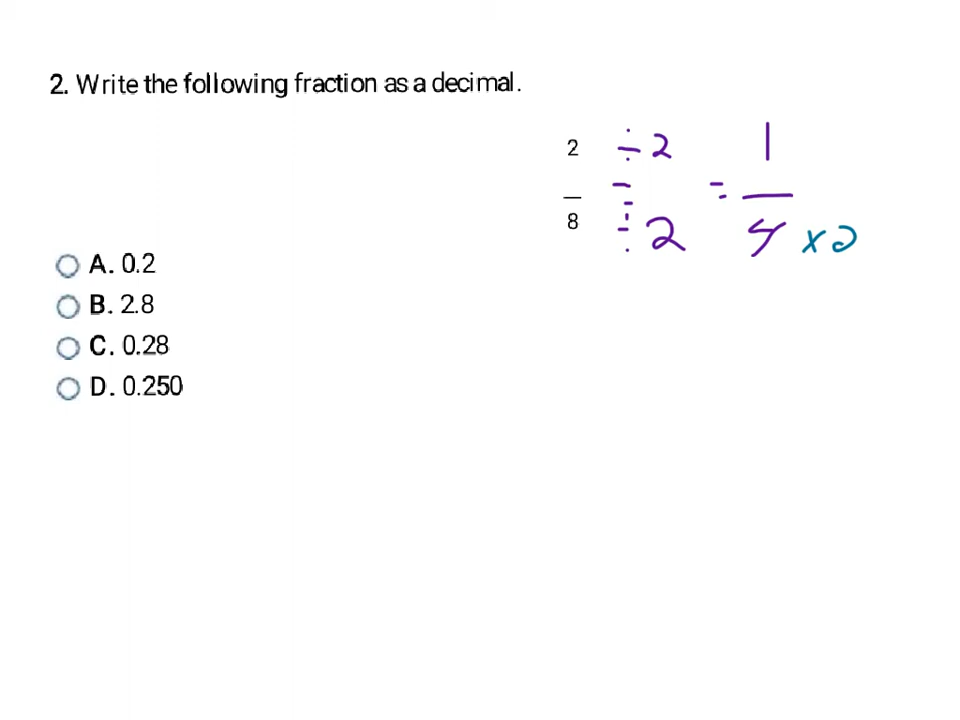 2. Write the following fraction as a decimal.
2 ÷ 2 1
— = —
8 ÷ 2 4 x2
A. 0.2
B. 2.8
C. 0.28
D. 0.250